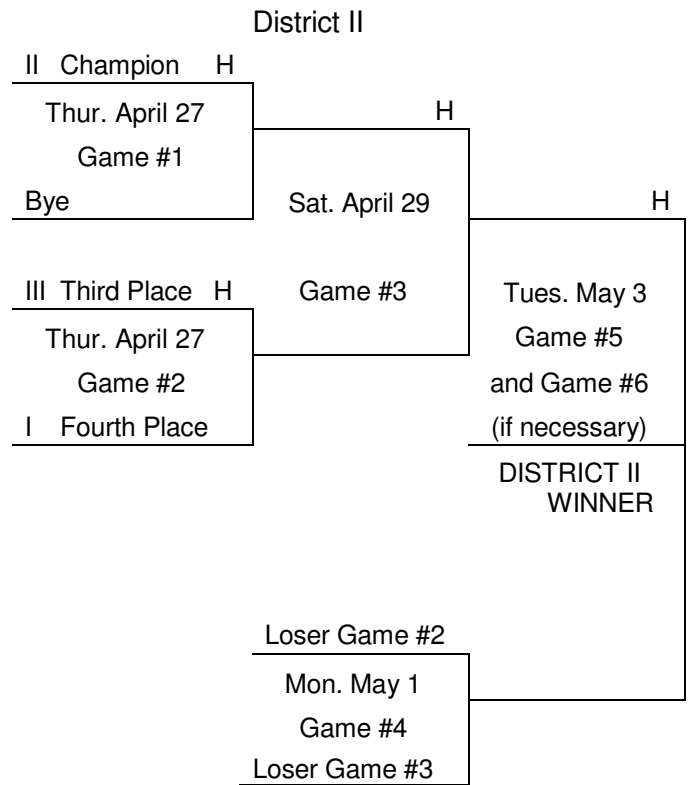 District II
II Champion H
Thur. April 27
Game #1
Bye
H
Sat. April 29
Game #3
H
III Third Place H
Thur. April 27
Game #2
I Fourth Place
Tues. May 3
Game #5
and Game #6
(if necessary)
DISTRICT II
WINNER
Loser Game #2
Mon. May 1
Game #4
Loser Game #3